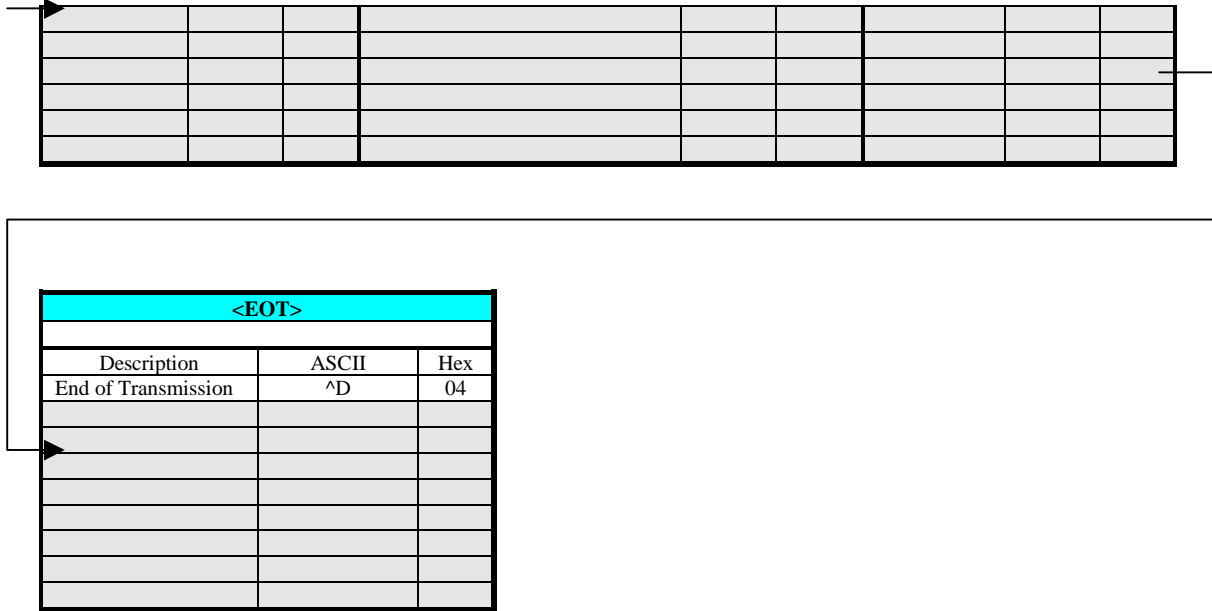 <EOT>
Description ASCII Hex
End of Transmission ^D 04